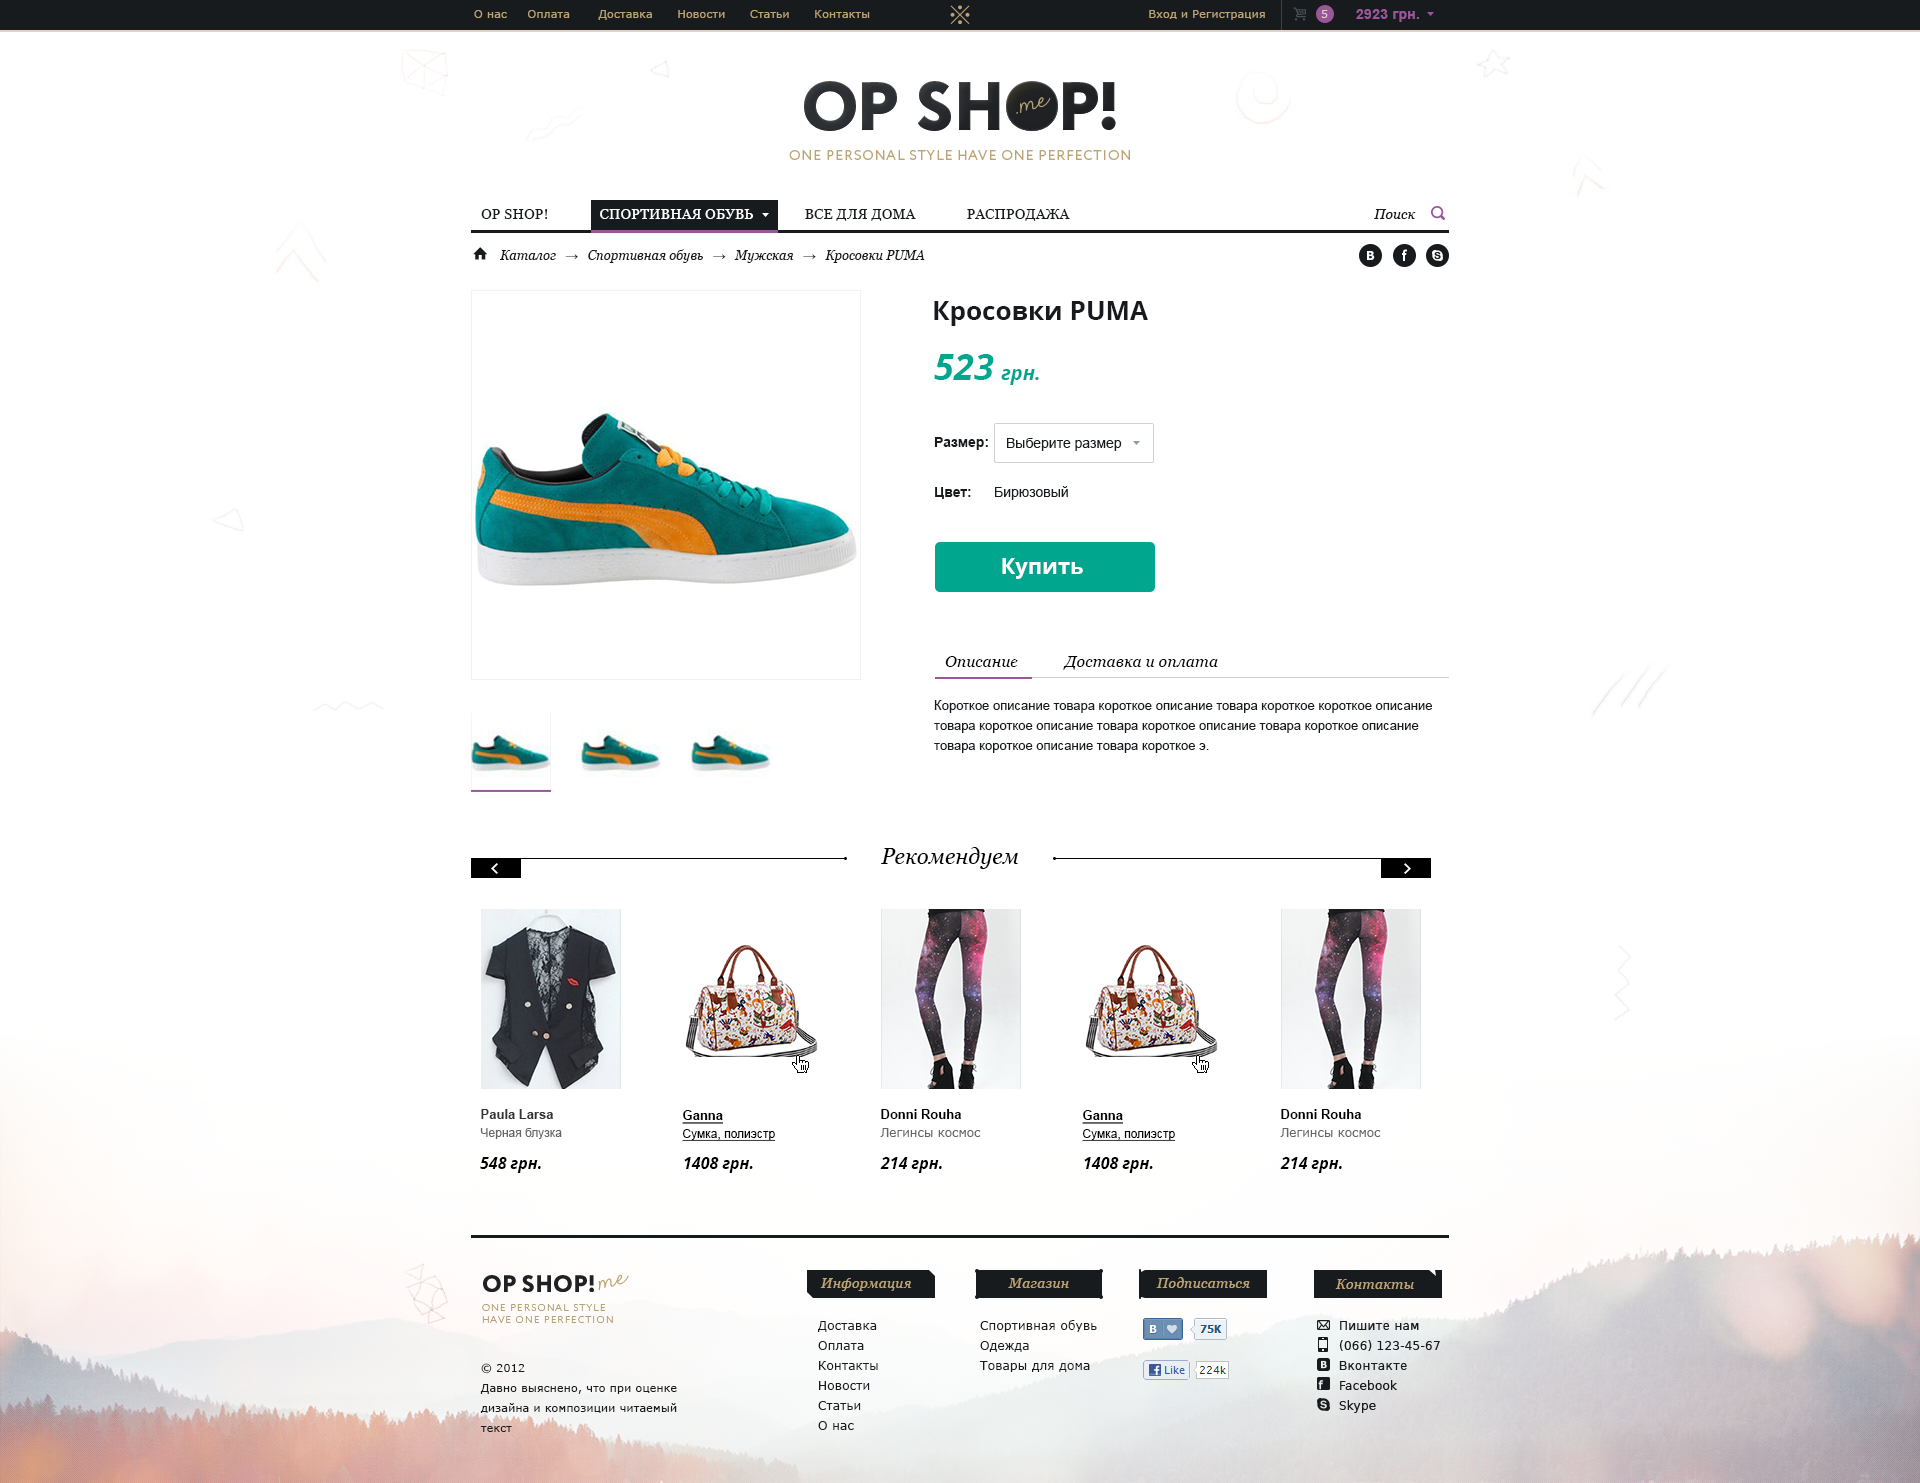 О нас Оплата Доставка Новости Статьи Контакты Вход и Регистрация 5 2923 грн.
OP SHOP!
.me
ONE PERSONAL STYLE HAVE ONE PERFECTION
OP SHOP! СПОРТИВНАЯ ОБУВЬ ВСЕ ДЛЯ ДОМА РАСПРОДАЖА Поиск
Каталог → Спортивная обувь → Мужская → Кросовки PUMA
Кросовки PUMA
523 грн.
Размер: Выберите размер
Цвет: Бирюзовый
Купить
Описание Доставка и оплата
Короткое описание товара короткое описание товара короткое короткое описание
товара короткое описание товара короткое описание товара короткое описание
товара короткое описание товара короткое э.
Рекомендуем
Paula Larsa
Черная блузка
548 грн.
Ganna
Сумка, полиэстр
1408 грн.
Donni Rouha
Легинсы космос
214 грн.
Ganna
Сумка, полиэстр
1408 грн.
Donni Rouha
Легинсы космос
214 грн.
OP SHOP! me
ONE PERSONAL STYLE
HAVE ONE PERFECTION
© 2012
Давно выяснено, что при оценке
дизайна и композиции читаемый
текст
Информация
Доставка
Оплата
Контакты
Новости
Статьи
О нас
Магазин
Спортивная обувь
Одежда
Товары для дома
Подписаться
В 75K
Like 224k
Контакты
Пишите нам
(066) 123-45-67
Вконтакте
Facebook
Skype